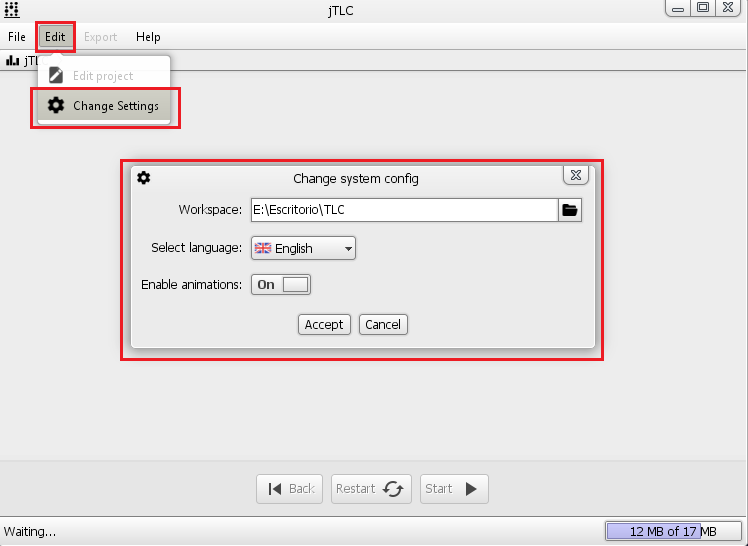 jTLC
File Edit Export Help
jTL
Edit project
Change Settings
Change system config
Workspace: E:\Escritorio\TLC
Select language: English
Enable animations: On
Accept Cancel
Back Restart Start
Waiting... 12 MB of 17 MB